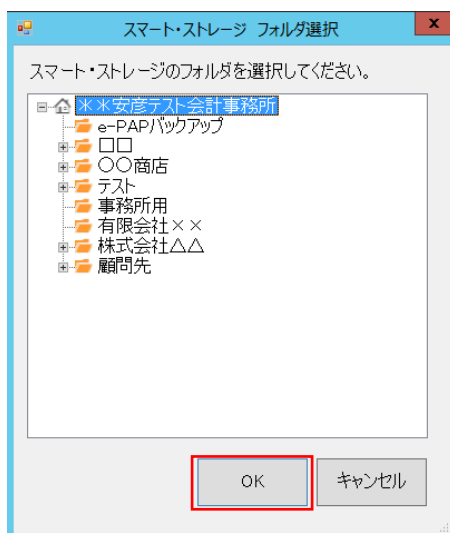 スマート・ストレージ フォルダ選択
x
スマート・ストレージのフォルダを選択してください。
＊＊安彦テスト会計事務所
e-PAPバックアップ
□□
○○商店
テスト
事務所用
有限会社××
株式会社△△
顧問先
OK
キャンセル